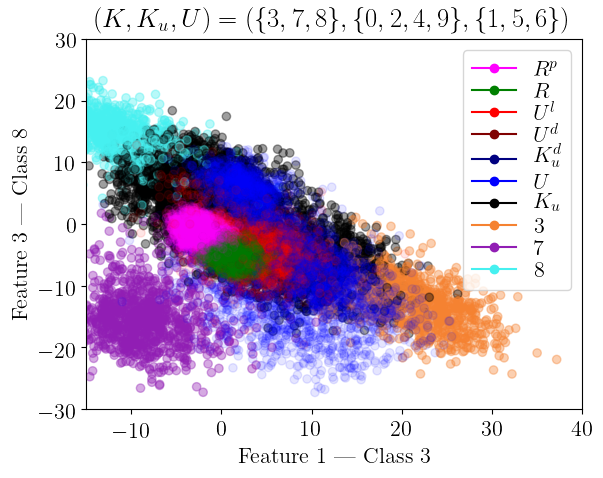 (K, K_u, U) = ({3, 7, 8}, {0, 2, 4, 9}, {1, 5, 6})
30
20
10
0
−10
−20
−30
Feature 3 — Class 8
R^p
R
U^l
U^d
K_u^d
U
K_u
3
7
8
−10
0
10
20
30
40
Feature 1 — Class 3